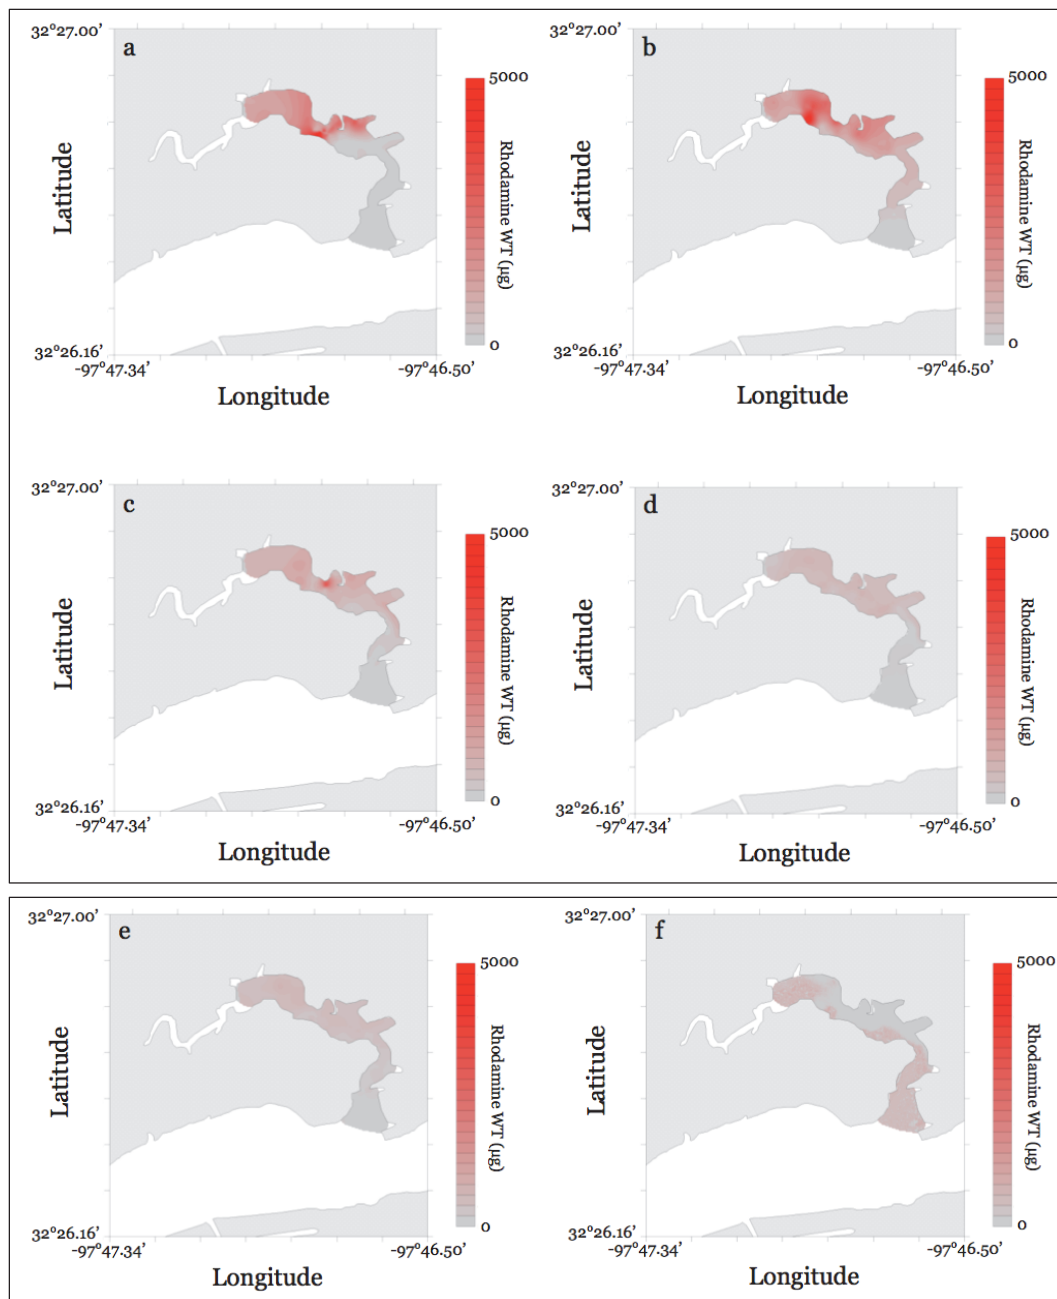 a
32°27.00’
5000
Latitude
Rhodamine WT (µg)
0
32°26.16’
-97°47.34’
-97°46.50’
Longitude
b
32°27.00’
5000
Latitude
Rhodamine WT (µg)
0
32°26.16’
-97°47.34’
-97°46.50’
Longitude
c
32°27.00’
5000
Latitude
Rhodamine WT (µg)
0
32°26.16’
-97°47.34’
-97°46.50’
Longitude
d
32°27.00’
5000
Latitude
Rhodamine WT (µg)
0
32°26.16’
-97°47.34’
-97°46.50’
Longitude
e
32°27.00’
5000
Latitude
Rhodamine WT (µg)
0
32°26.16’
-97°47.34’
-97°46.50’
Longitude
f
32°27.00’
5000
Latitude
Rhodamine WT (µg)
0
32°26.16’
-97°47.34’
-97°46.50’
Longitude